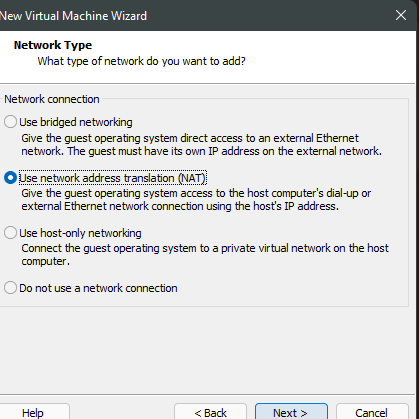 New Virtual Machine Wizard
Network Type
What type of network do you want to add?
Network connection
Use bridged networking
Give the guest operating system direct access to an external Ethernet
network. The guest must have its own IP address on the external network.
Use network address translation (NAT)
Give the guest operating system access to the host computer's dial-up or
external Ethernet network connection using the host's IP address.
Use host-only networking
Connect the guest operating system to a private virtual network on the host
computer.
Do not use a network connection
Help
< Back
Next >
Cancel